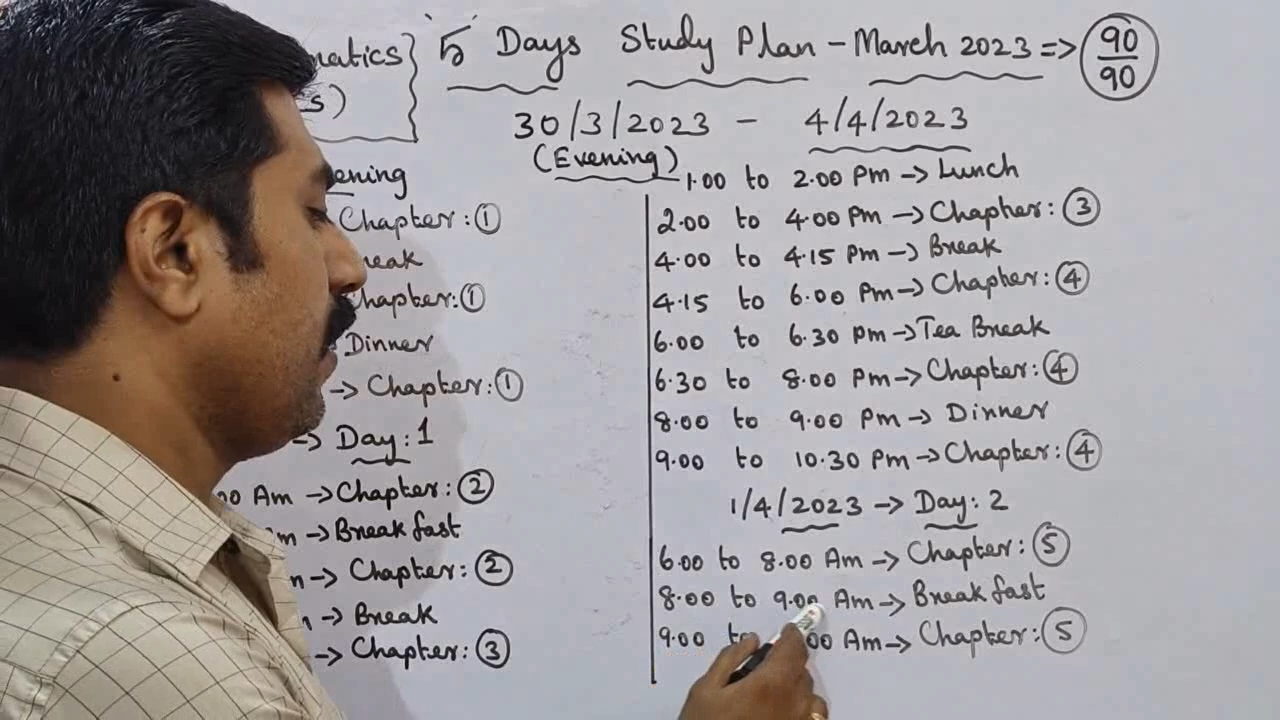 5 Days Study Plan - March 2023 => 90/90
30/3/2023 - 4/4/2023
(Evening)
Chapter: ①
Chapter: ①
Dinner
→ Chapter: ①
→ Day: 1
Am → Chapter: ②
→ Break fast
→ Chapter: ②
→ Break
→ Chapter: ③
1.00 to 2.00 Pm → Lunch
2.00 to 4.00 Pm → Chapter: ③
4.00 to 4.15 Pm → Break
4.15 to 6.00 Pm → Chapter: ④
6.00 to 6.30 Pm → Tea Break
6.30 to 8.00 Pm → Chapter: ④
8.00 to 9.00 Pm → Dinner
9.00 to 10.30 Pm → Chapter: ④
1/4/2023 → Day: 2
6.00 to 8.00 Am → Chapter: ⑤
8.00 to 9.00 Am → Break fast
9.00 to Am → Chapter: ⑤